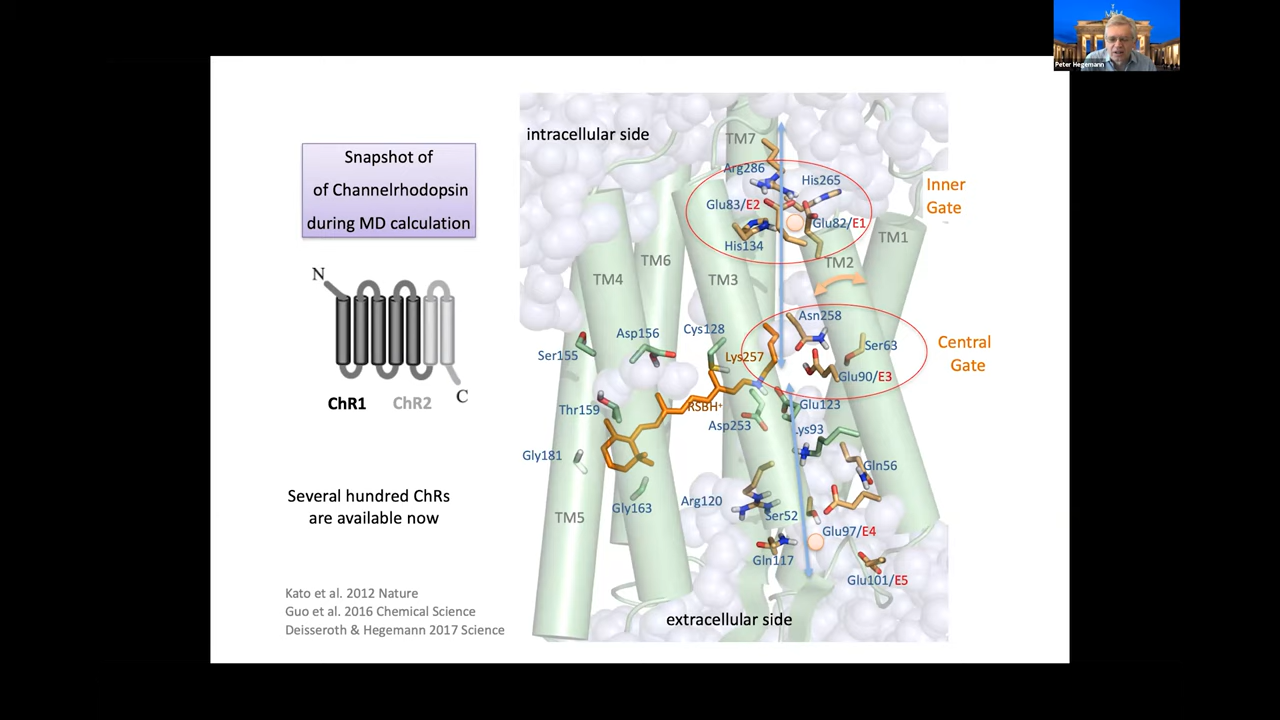 Peter Hegemann
Snapshot of
of Channelrhodopsin
during MD calculation
N
C
ChR1 ChR2
Several hundred ChRs
are available now
Kato et al. 2012 Nature
Guo et al. 2016 Chemical Science
Deisseroth & Hegemann 2017 Science
intracellular side
TM7
Arg286
His265
Glu83/E2
Glu82/E1
His134
Inner
Gate
TM1
TM2
TM6
TM4
TM3
Asn258
Cys128
Asp156
Ser155
Lys257
Ser63
Glu90/E3
Central
Gate
Thr159
RSBH⁺
Glu123
Asp253
Lys93
Gly181
Gln56
Gly163
Arg120
Ser52
TM5
Glu97/E4
Gln117
Glu101/E5
extracellular side